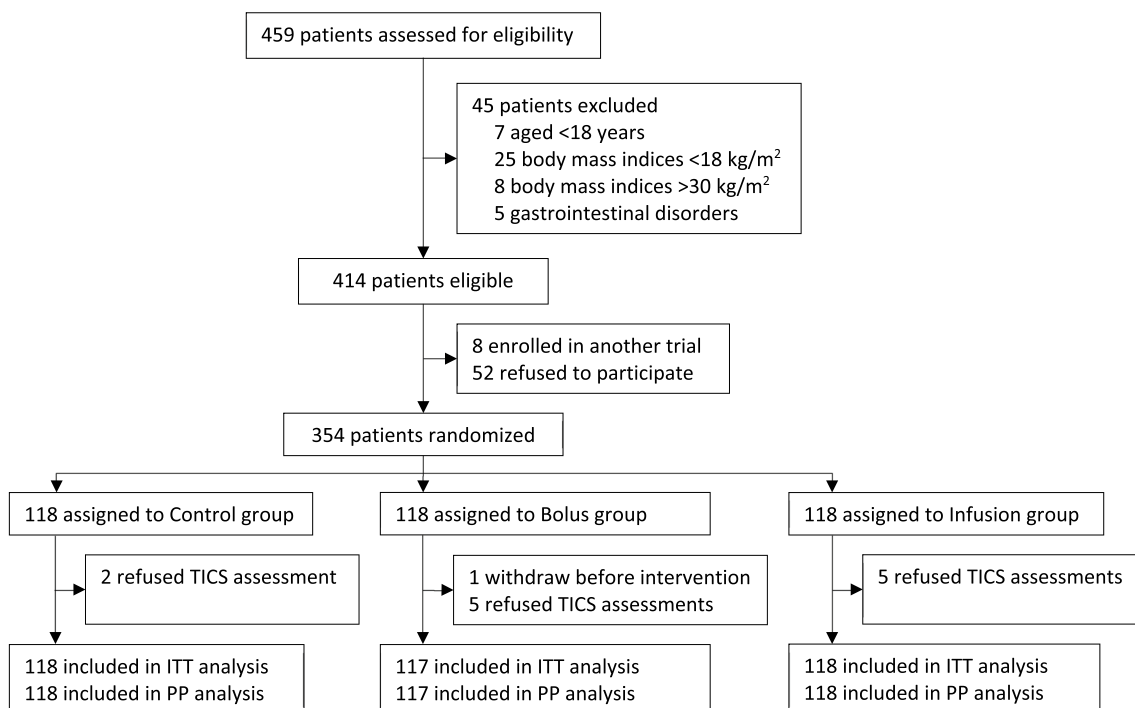 459 patients assessed for eligibility
45 patients excluded
7 aged <18 years
25 body mass indices <18 kg/m²
8 body mass indices >30 kg/m²
5 gastrointestinal disorders
414 patients eligible
8 enrolled in another trial
52 refused to participate
354 patients randomized
118 assigned to Control group
118 assigned to Bolus group
118 assigned to Infusion group
2 refused TICS assessment
1 withdraw before intervention
5 refused TICS assessments
5 refused TICS assessments
118 included in ITT analysis
118 included in PP analysis
117 included in ITT analysis
117 included in PP analysis
118 included in ITT analysis
118 included in PP analysis